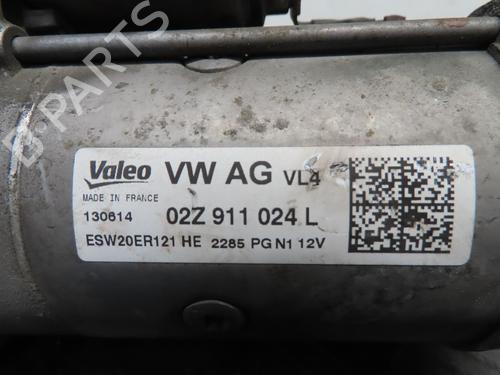 Valeo VW AG VL4
MADE IN FRANCE
130614 02Z 911 024 L
ESW20ER121 HE 2285 PG N1 12V
B-PARTS